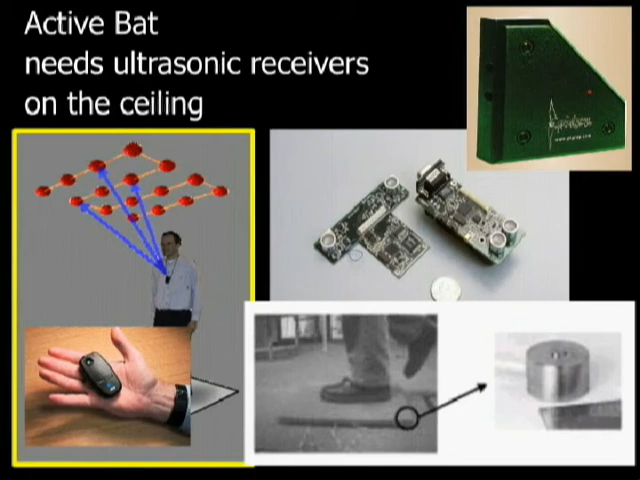 Active Bat
needs ultrasonic receivers
on the ceiling